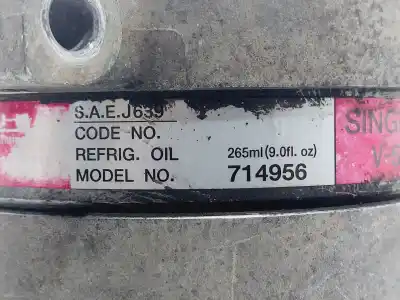 S.A.E.J639
CODE NO.
REFRIG. OIL 265ml(9.0fl. oz)
MODEL NO. 714956